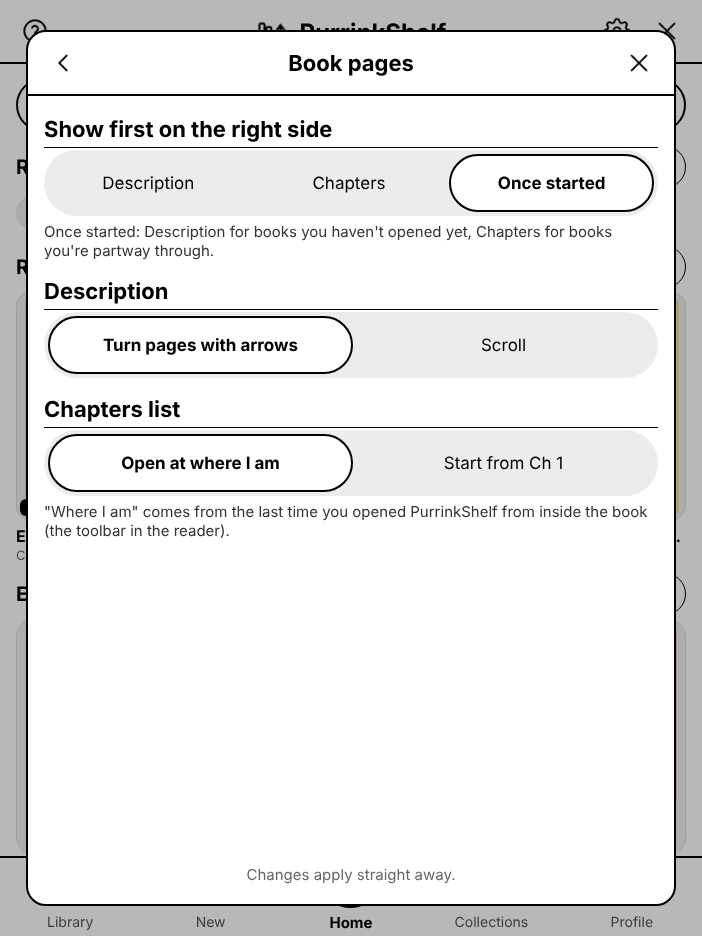 Book pages
Show first on the right side
Description
Chapters
Once started
Once started: Description for books you haven't opened yet, Chapters for books
you're partway through.
Description
Turn pages with arrows
Scroll
Chapters list
Open at where I am
Start from Ch 1
"Where I am" comes from the last time you opened PurrinkShelf from inside the book
(the toolbar in the reader).
Changes apply straight away.
Library
New
Home
Collections
Profile